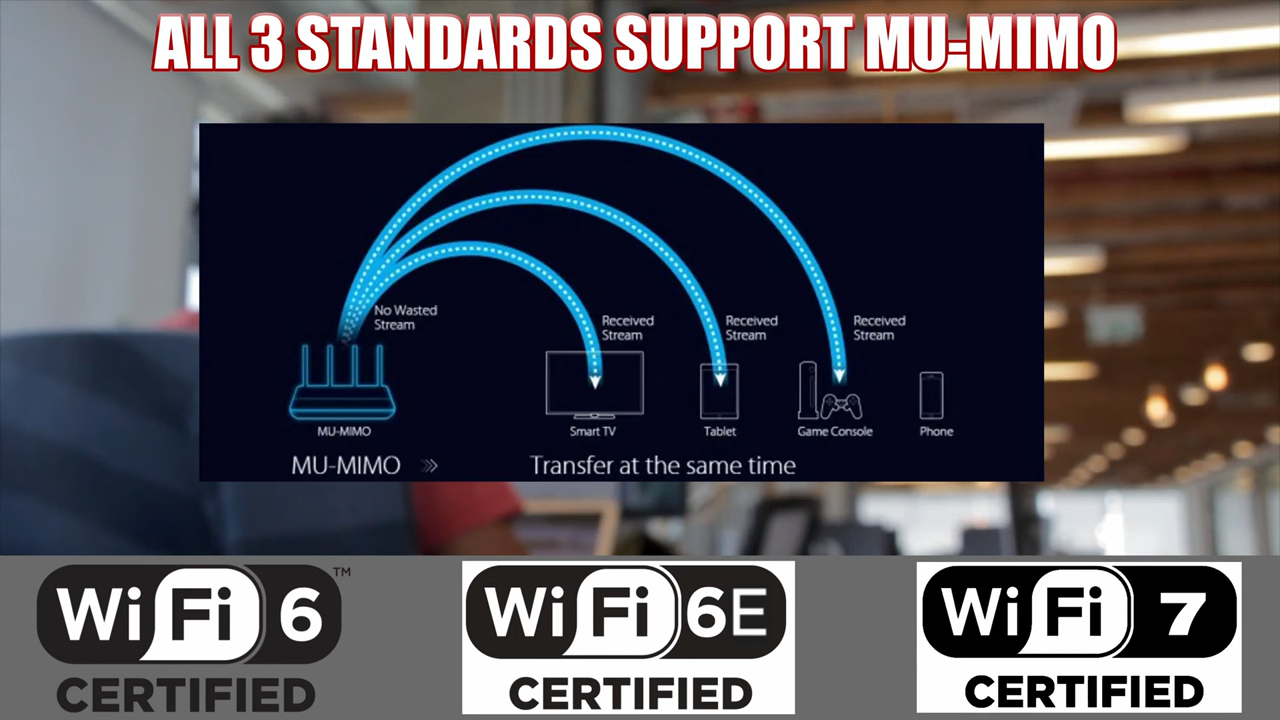 ALL 3 STANDARDS SUPPORT MU-MIMO
No Wasted
Stream
Received
Stream
Received
Stream
Received
Stream
MU-MIMO
Smart TV
Tablet
Game Console
Phone
MU-MIMO
Transfer at the same time
WiFi 6 ™
CERTIFIED
WiFi 6E
CERTIFIED
WiFi 7
CERTIFIED